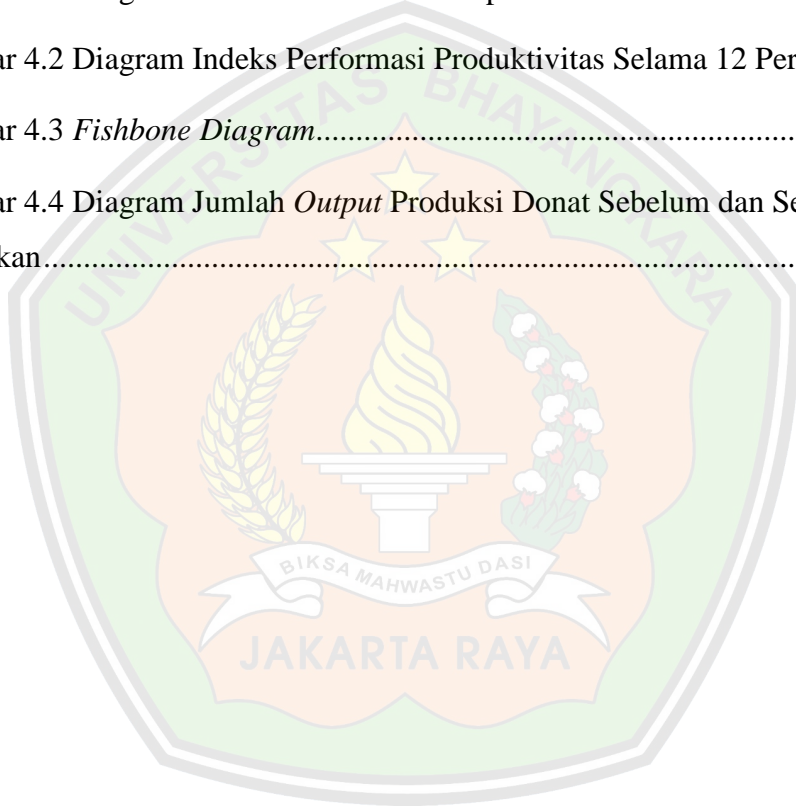 ar 4.2 Diagram Indeks Performasi Produktivitas Selama 12 Per
ar 4.3 Fishbone Diagram.............................................................
ar 4.4 Diagram Jumlah Output Produksi Donat Sebelum dan Se
kan...............................................................................................
UNIVERSITAS BHAYANGKARA
BIKSA MAHWASTU DASI
JAKARTA RAYA